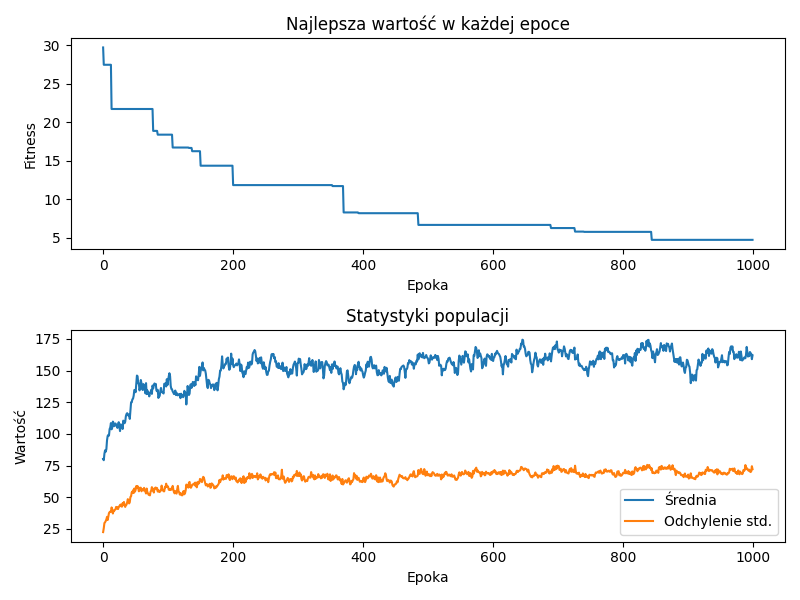 Najlepsza wartość w każdej epoce
30
25
20
15
10
5
Fitness
0 200 400 600 800 1000
Epoka
Statystyki populacji
175
150
125
100
75
50
25
Wartość
Średnia
Odchylenie std.
0 200 400 600 800 1000
Epoka